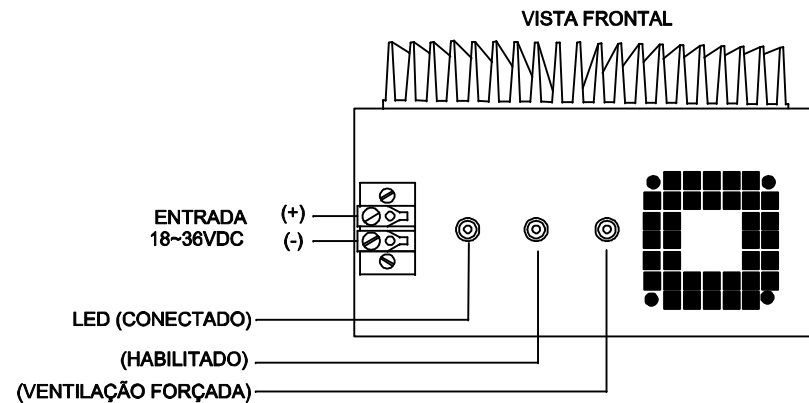 VISTA FRONTAL
ENTRADA (+)
18~36VDC (-)
LED (CONECTADO)
(HABILITADO)
(VENTILAÇÃO FORÇADA)